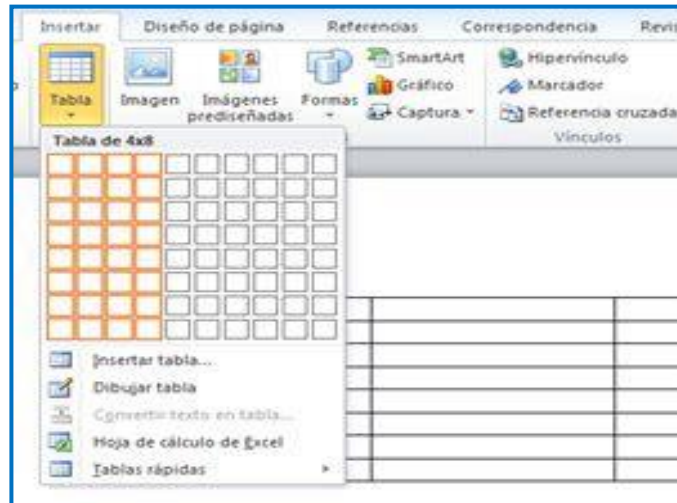 Insertar Diseño de página Referencias Correspondencia Revis
Tabla Imagen Imágenes prediseñadas Formas SmartArt Gráfico Captura Hipervínculo Marcador Referencia cruzada
Vínculos
Tabla de 4x8
Insertar tabla...
Dibujar tabla
Convertir texto en tabla...
Hoja de cálculo de Excel
Tablas rápidas